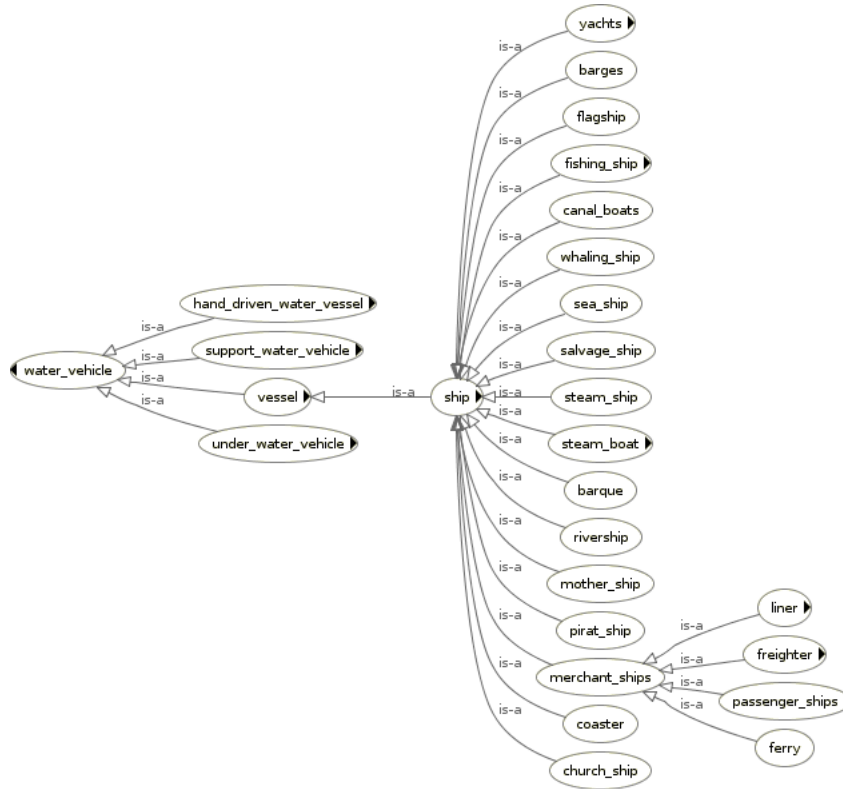 yachts
is-a
barges
is-a
flagship
is-a
fishing_ship
is-a
canal_boats
is-a
whaling_ship
is-a
hand_driven_water_vessel
sea_ship
is-a
is-a
support_water_vehicle
salvage_ship
is-a
is-a
water_vehicle
is-a
vessel
is-a
ship
is-a
steam_ship
is-a
is-a
under_water_vehicle
steam_boat
is-a
barque
is-a
rivership
is-a
mother_ship
is-a
liner
is-a
pirat_ship
is-a
freighter
is-a
merchant_ships
is-a
passenger_ships
is-a
is-a
coaster
ferry
is-a
church_ship